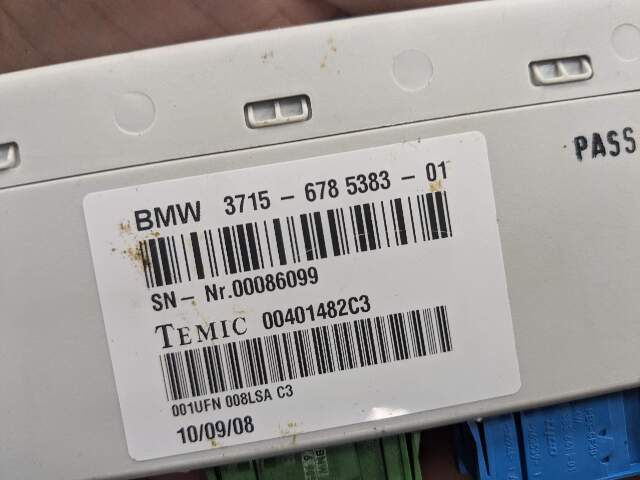 PASS
BMW 3715 - 678 5383 - 01
SN- Nr.00086099
TEMIC 00401482C3
001UFN 008LSA C3
10/09/08